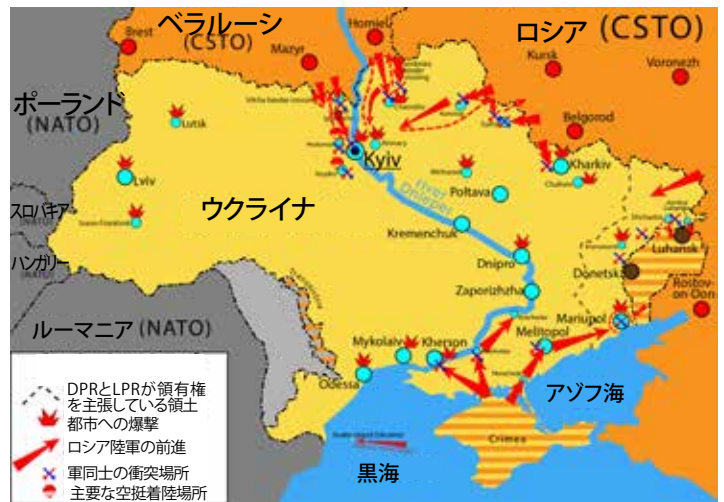 ベラルーシ
(CSTO)
ロシア (CSTO)
Brest
Mazyr
Homiel
Kursk
Voronezh
ポーランド
(NATO)
Lutsk
Belgorod
Kyiv
Kharkiv
Lviv
スロバキア
ウクライナ
river Dnieper
Poltava
Kremenchuk
Luhansk
ハンガリー
(NATO)
Dnipro
Donetsk
Zaporizhzha
Rostov-
on-Don
ルーマニア (NATO)
Mariupol
Mykolaiv
Kherson
Melitopol
Odessa
アゾフ海
Crimea
黒海
DPRとLPRが領有権
を主張している領土
都市への爆撃
ロシア陸軍の前進
軍同士の衝突場所
主要な空挺着陸場所